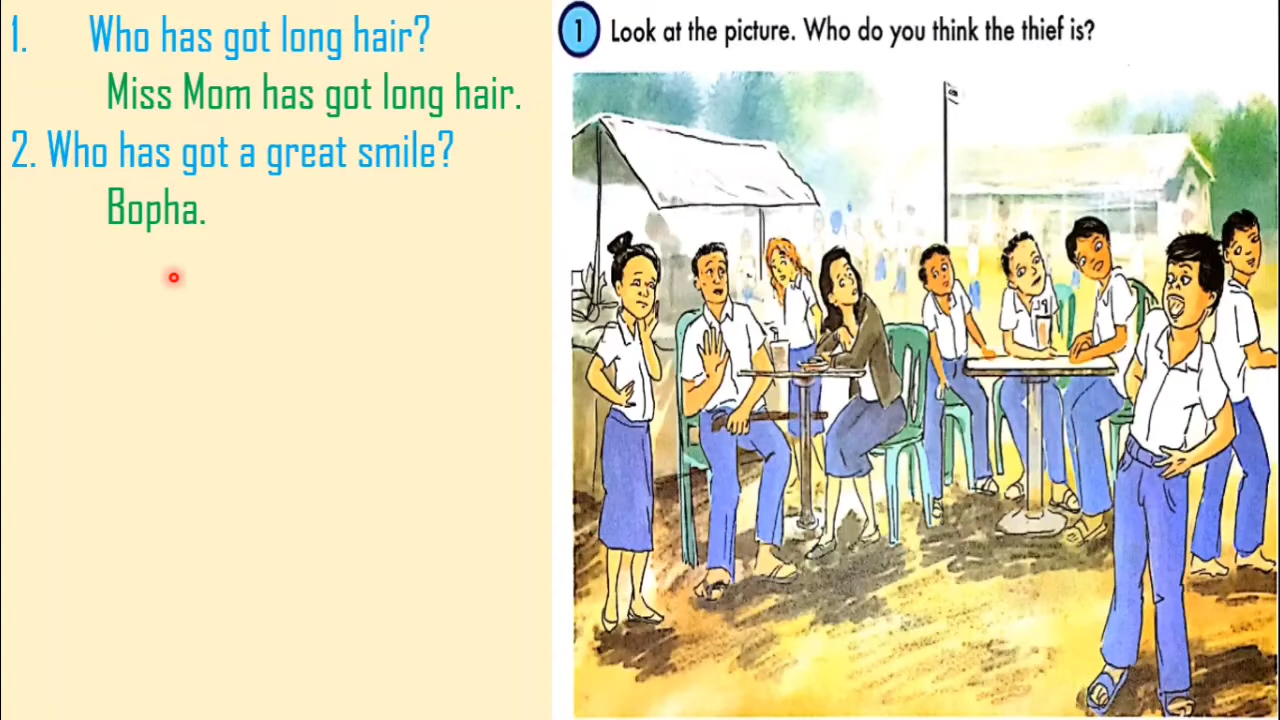 1. Who has got long hair?
Miss Mom has got long hair.
2. Who has got a great smile?
Bopha.
1 Look at the picture. Who do you think the thief is?